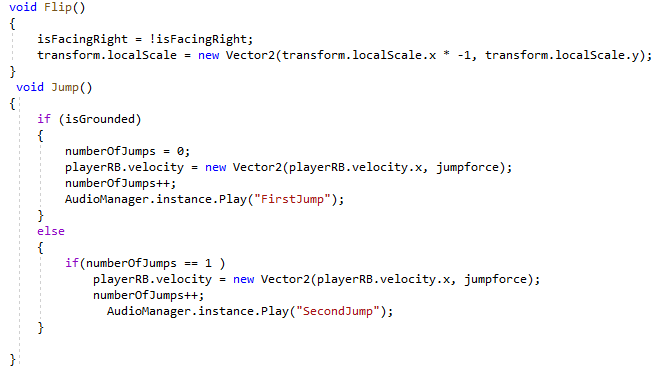 void Flip()
{
    isFacingRight = !isFacingRight;
    transform.localScale = new Vector2(transform.localScale.x * -1, transform.localScale.y);
}
 void Jump()
{
    if (isGrounded)
    {
        numberOfJumps = 0;
        playerRB.velocity = new Vector2(playerRB.velocity.x, jumpforce);
        numberOfJumps++;
        AudioManager.instance.Play("FirstJump");
    }
    else
    {
        if(numberOfJumps == 1 )
            playerRB.velocity = new Vector2(playerRB.velocity.x, jumpforce);
            numberOfJumps++;
              AudioManager.instance.Play("SecondJump");
    }

}